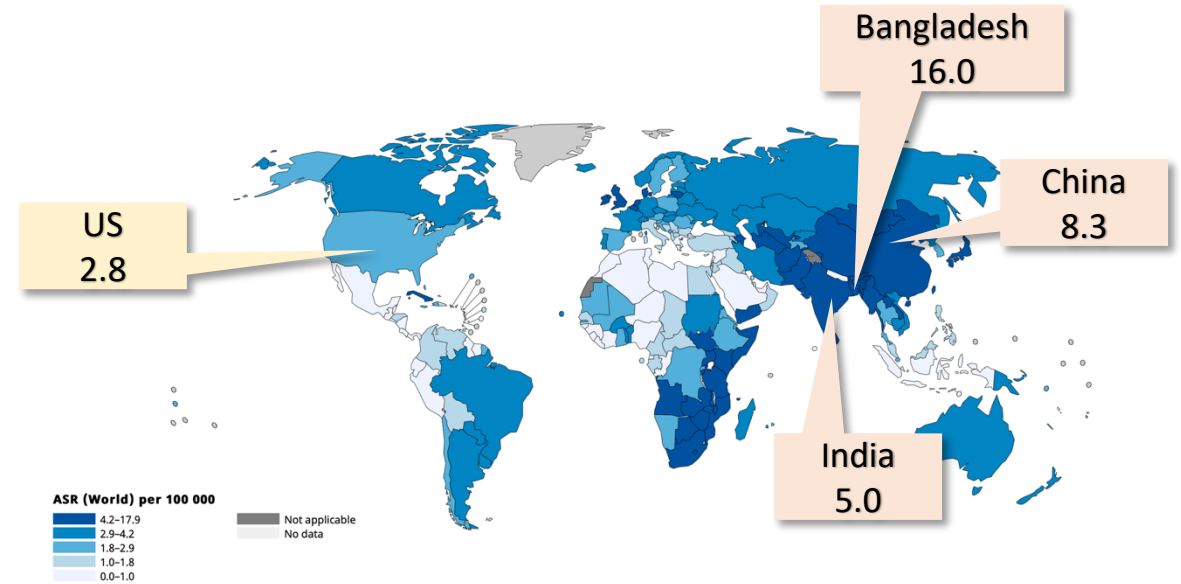 Bangladesh
16.0
China
8.3
US
2.8
India
5.0
ASR (World) per 100 000
4.2–17.9
2.9–4.2
1.8–2.9
1.0–1.8
0.0–1.0
Not applicable
No data